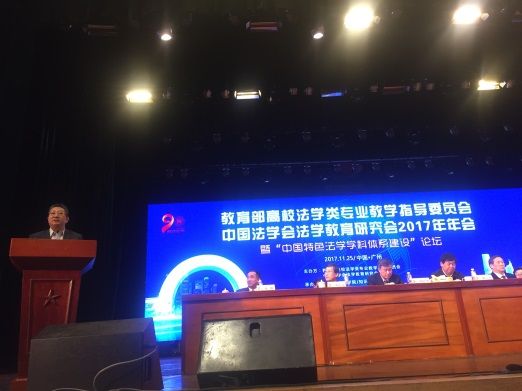 教育部高校法学类专业教学指导委员会
中国法学会法学教育研究会2017年年会
暨“中国特色法学学科体系建设”论坛
2017.11.25/中国•广州
主办方：